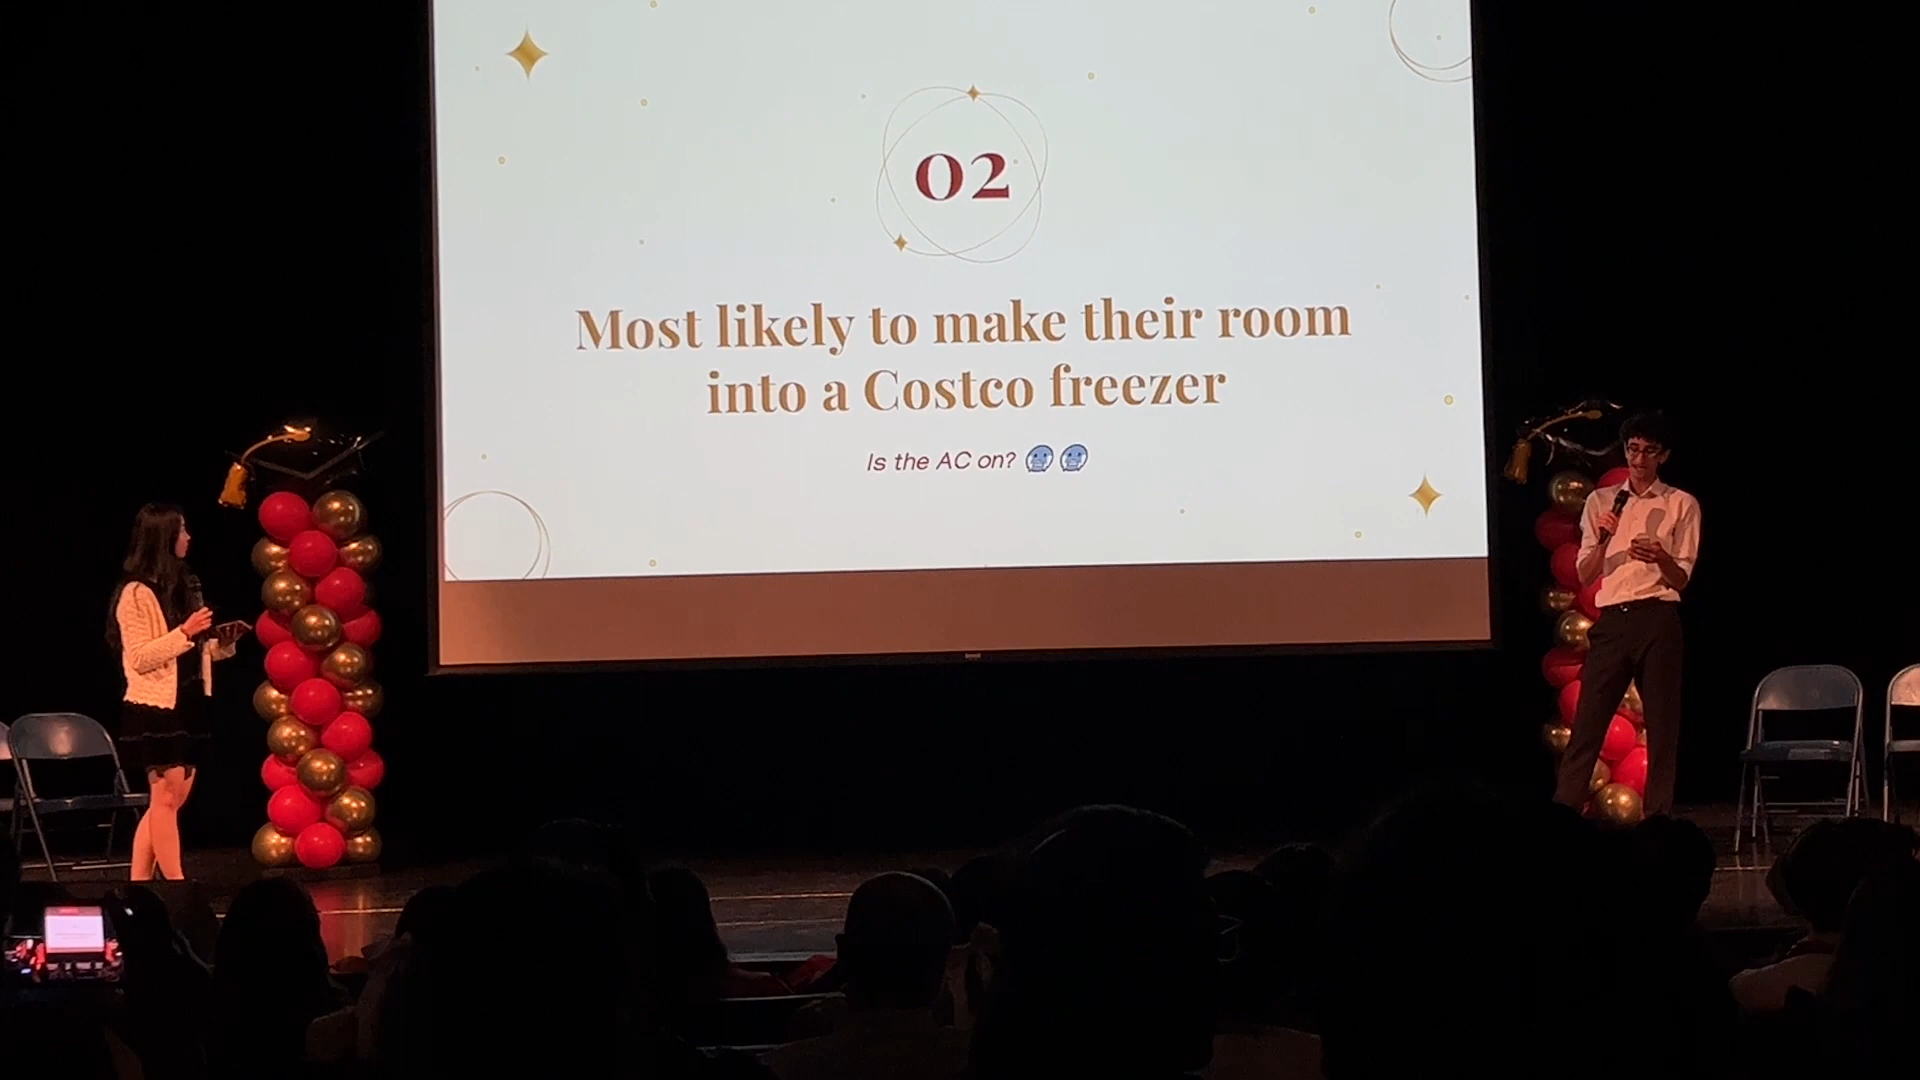 02
Most likely to make their room
into a Costco freezer
Is the AC on? 🥶🥶